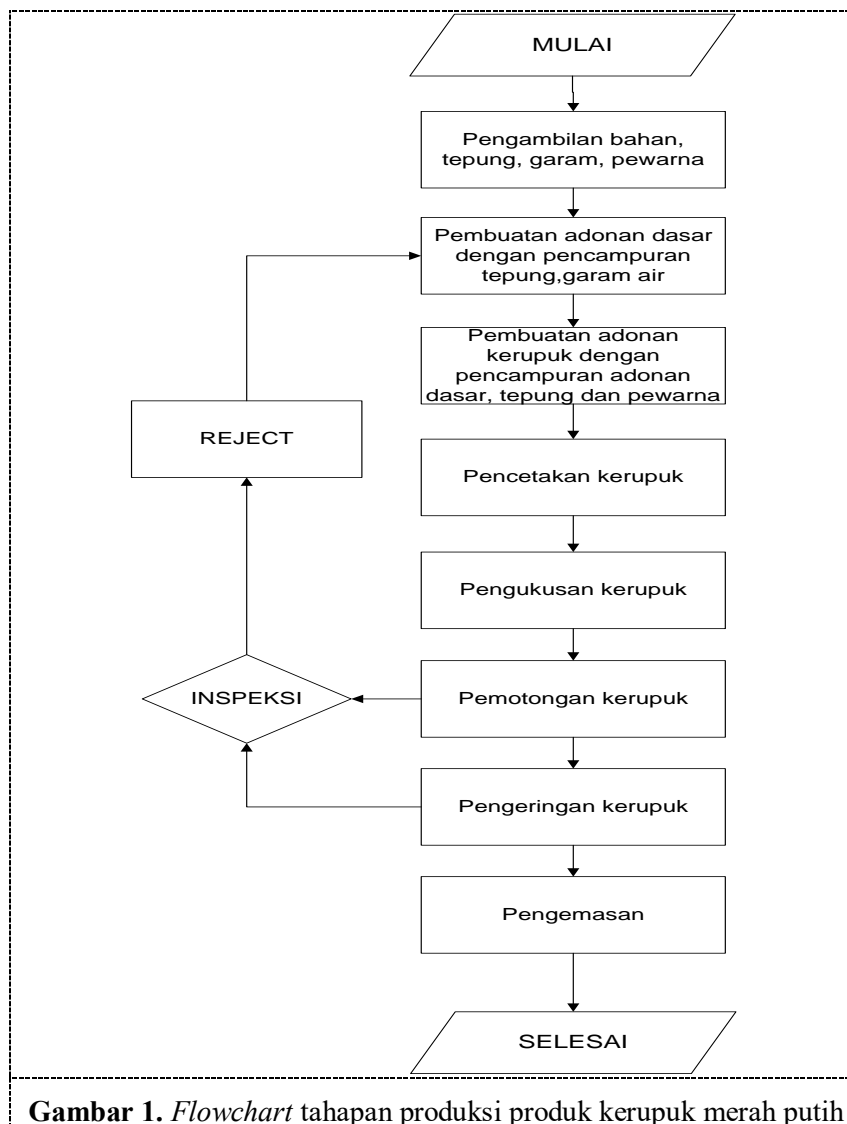 MULAI
Pengambilan bahan,
tepung, garam, pewarna
Pembuatan adonan dasar
dengan pencampuran
tepung,garam air
Pembuatan adonan
kerupuk dengan
pencampuran adonan
dasar, tepung dan pewarna
REJECT
Pencetakan kerupuk
Pengukusan kerupuk
INSPEKSI
Pemotongan kerupuk
Pengeringan kerupuk
Pengemasan
SELESAI
Gambar 1. Flowchart tahapan produksi produk kerupuk merah putih